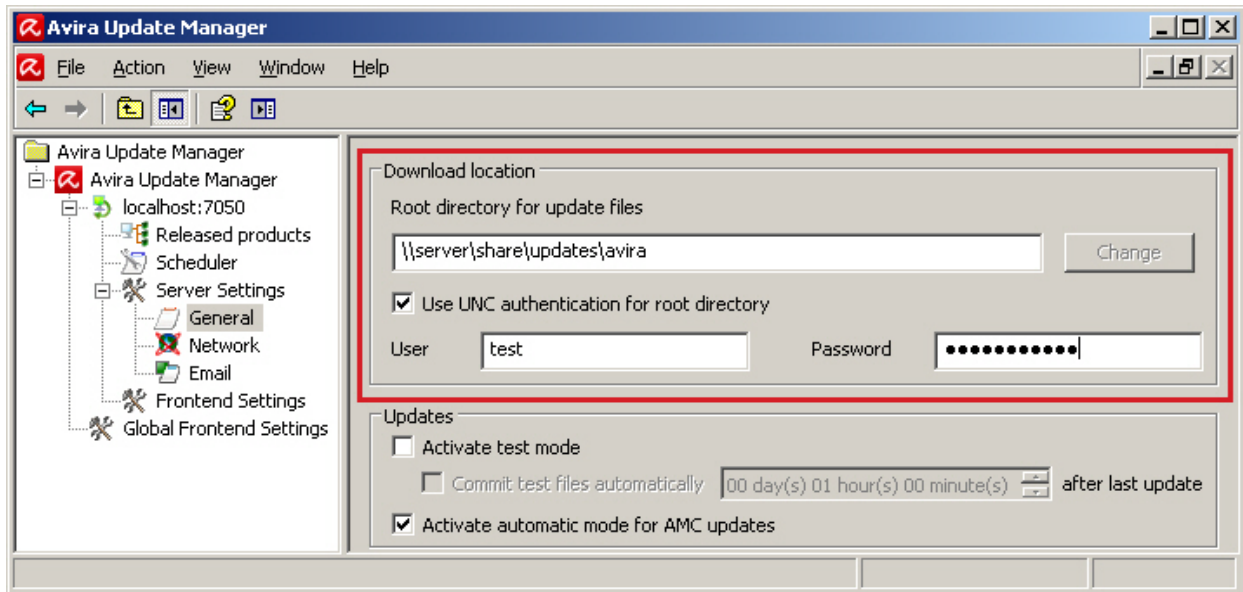 Avira Update Manager
File Action View Window Help
Avira Update Manager
Avira Update Manager
localhost:7050
Released products
Scheduler
Server Settings
General
Network
Email
Frontend Settings
Global Frontend Settings
Download location
Root directory for update files
\\server\share\updates\avira Change
Use UNC authentication for root directory
User test Password ●●●●●●●●●●●
Updates
Activate test mode
Commit test files automatically 00 day(s) 01 hour(s) 00 minute(s) after last update
Activate automatic mode for AMC updates